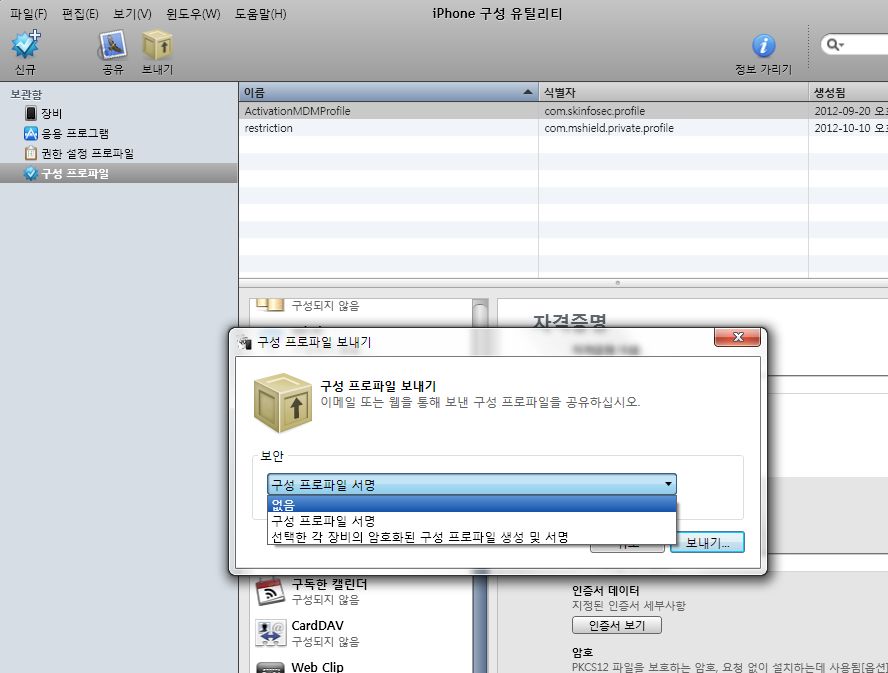 파일(F) 편집(E) 보기(V) 윈도우(W) 도움말(H) iPhone 구성 유틸리티
신규 공유 보내기 정보 가리기
보관함
장비
응용 프로그램
권한 설정 프로파일
구성 프로파일
이름 식별자 생성됨
ActivationMDMProfile com.skinfosec.profile 2012-09-20
restriction com.mshield.private.profile 2012-10-10
구성되지 않음
자격증명
구성 프로파일 보내기
구성 프로파일 보내기
이메일 또는 웹을 통해 보낸 구성 프로파일을 공유하십시오.
보안
구성 프로파일 서명
없음
구성 프로파일 서명
선택한 각 장비의 암호화된 구성 프로파일 생성 및 서명
보내기...
구독한 캘린더
구성되지 않음
CardDAV
구성되지 않음
Web Clip
인증서 데이터
지정된 인증서 세부사항
인증서 보기
암호
PKCS12 파일을 보호하는 암호, 요청 없이 설치하는데 사용됨[옵션]